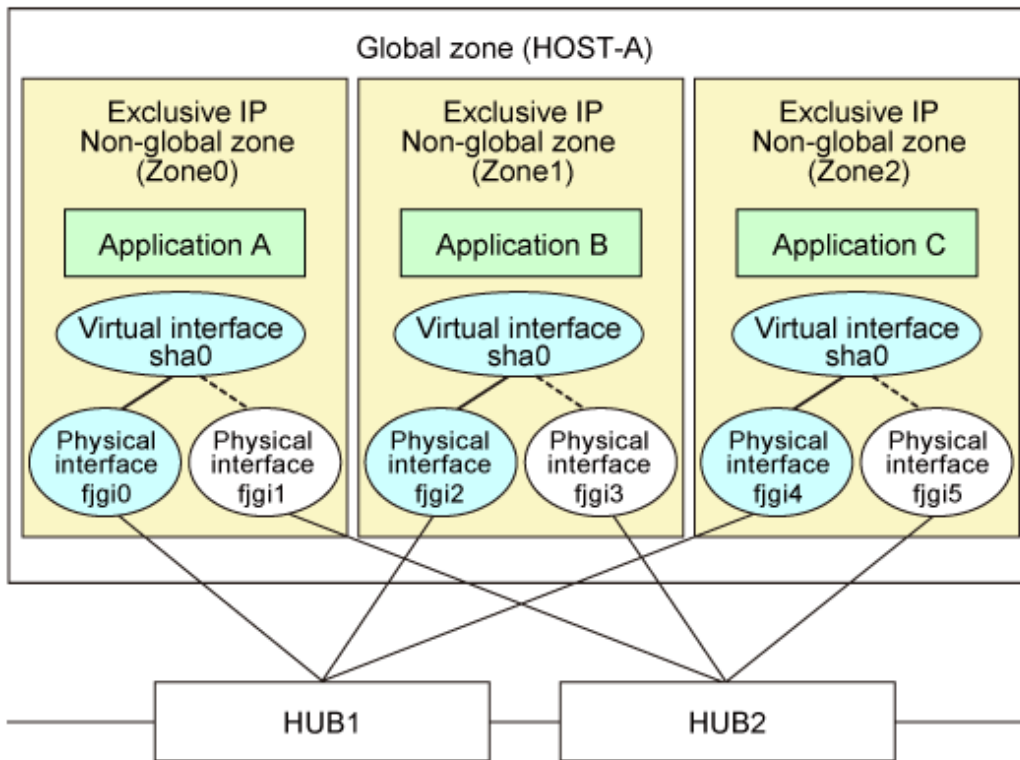 Global zone (HOST-A)
Exclusive IP
Non-global zone
(Zone0)
Application A
Virtual interface
sha0
Physical
interface
fjgi0
Physical
interface
fjgi1
Exclusive IP
Non-global zone
(Zone1)
Application B
Virtual interface
sha0
Physical
interface
fjgi2
Physical
interface
fjgi3
Exclusive IP
Non-global zone
(Zone2)
Application C
Virtual interface
sha0
Physical
interface
fjgi4
Physical
interface
fjgi5
HUB1
HUB2